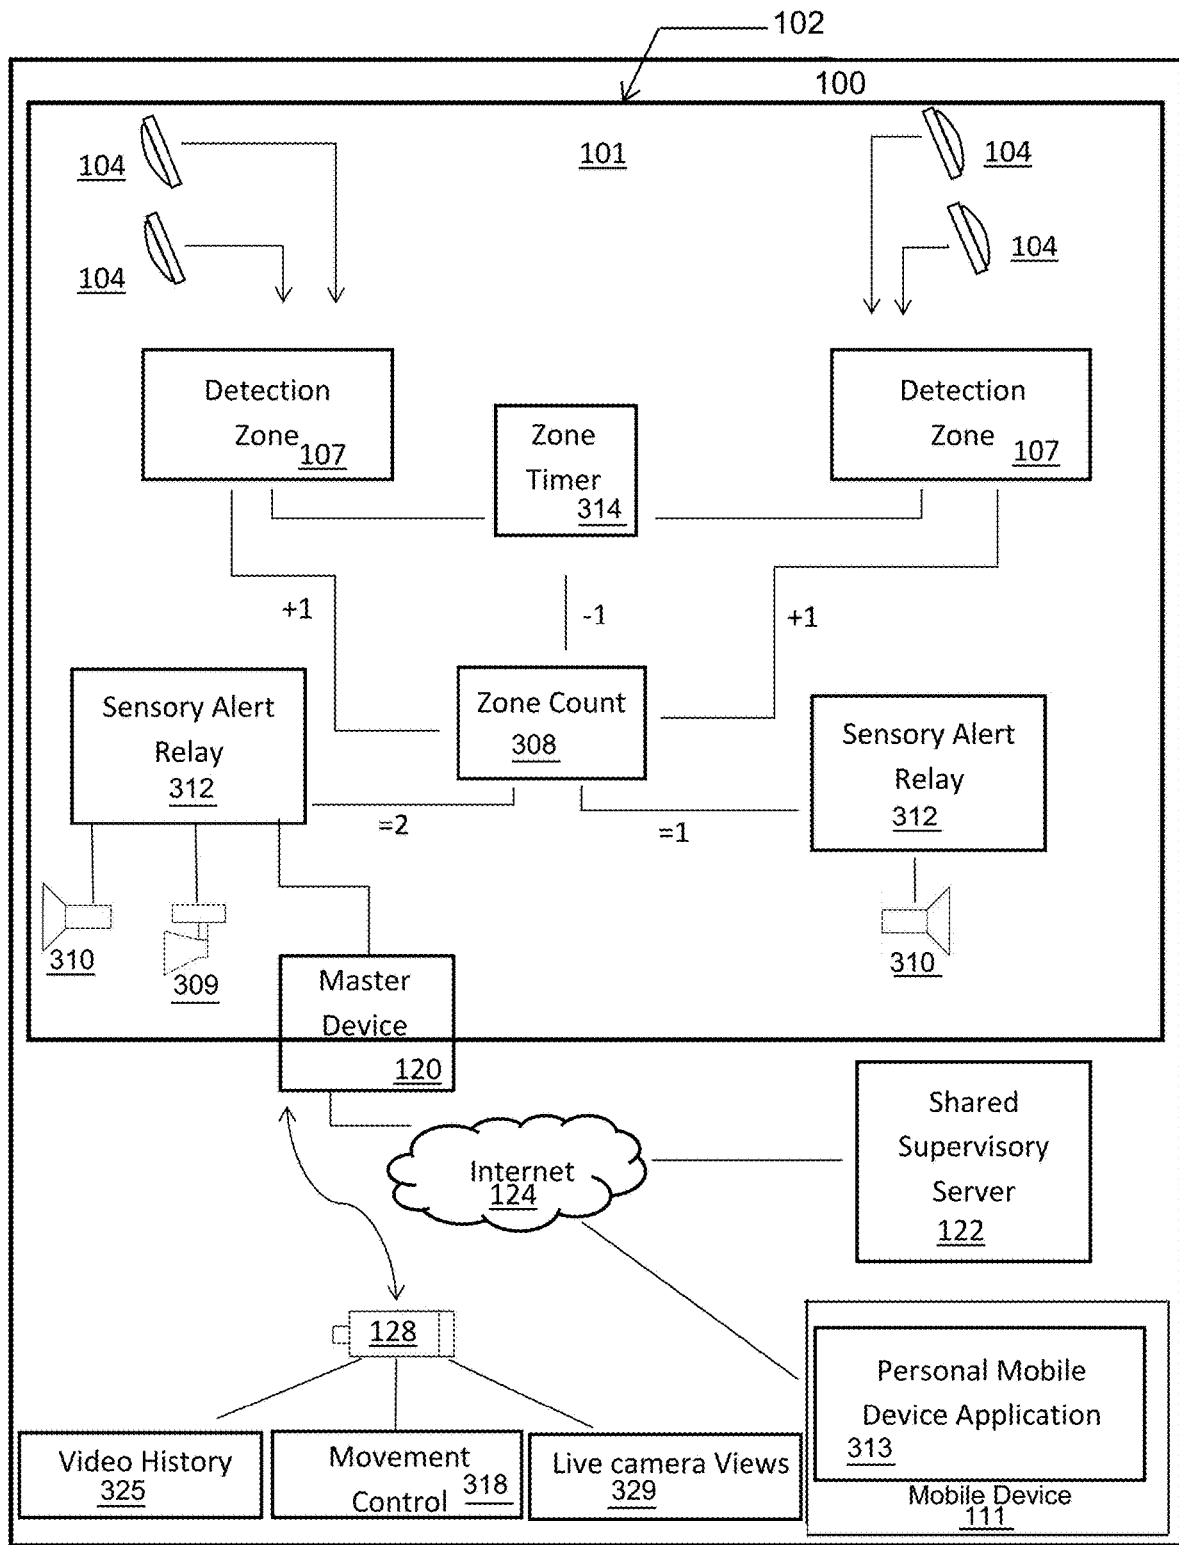 102
100
104
101
104
104
104
Detection
Zone
107
Zone
Timer
314
Detection
Zone
107
+1
-1
+1
Sensory Alert
Relay
312
Zone Count
308
Sensory Alert
Relay
312
=2
=1
310
309
310
Master
Device
120
Internet
124
Shared
Supervisory
Server
122
128
Video History
325
Movement
Control
318
Live camera Views
329
Personal Mobile
Device Application
313
Mobile Device
111